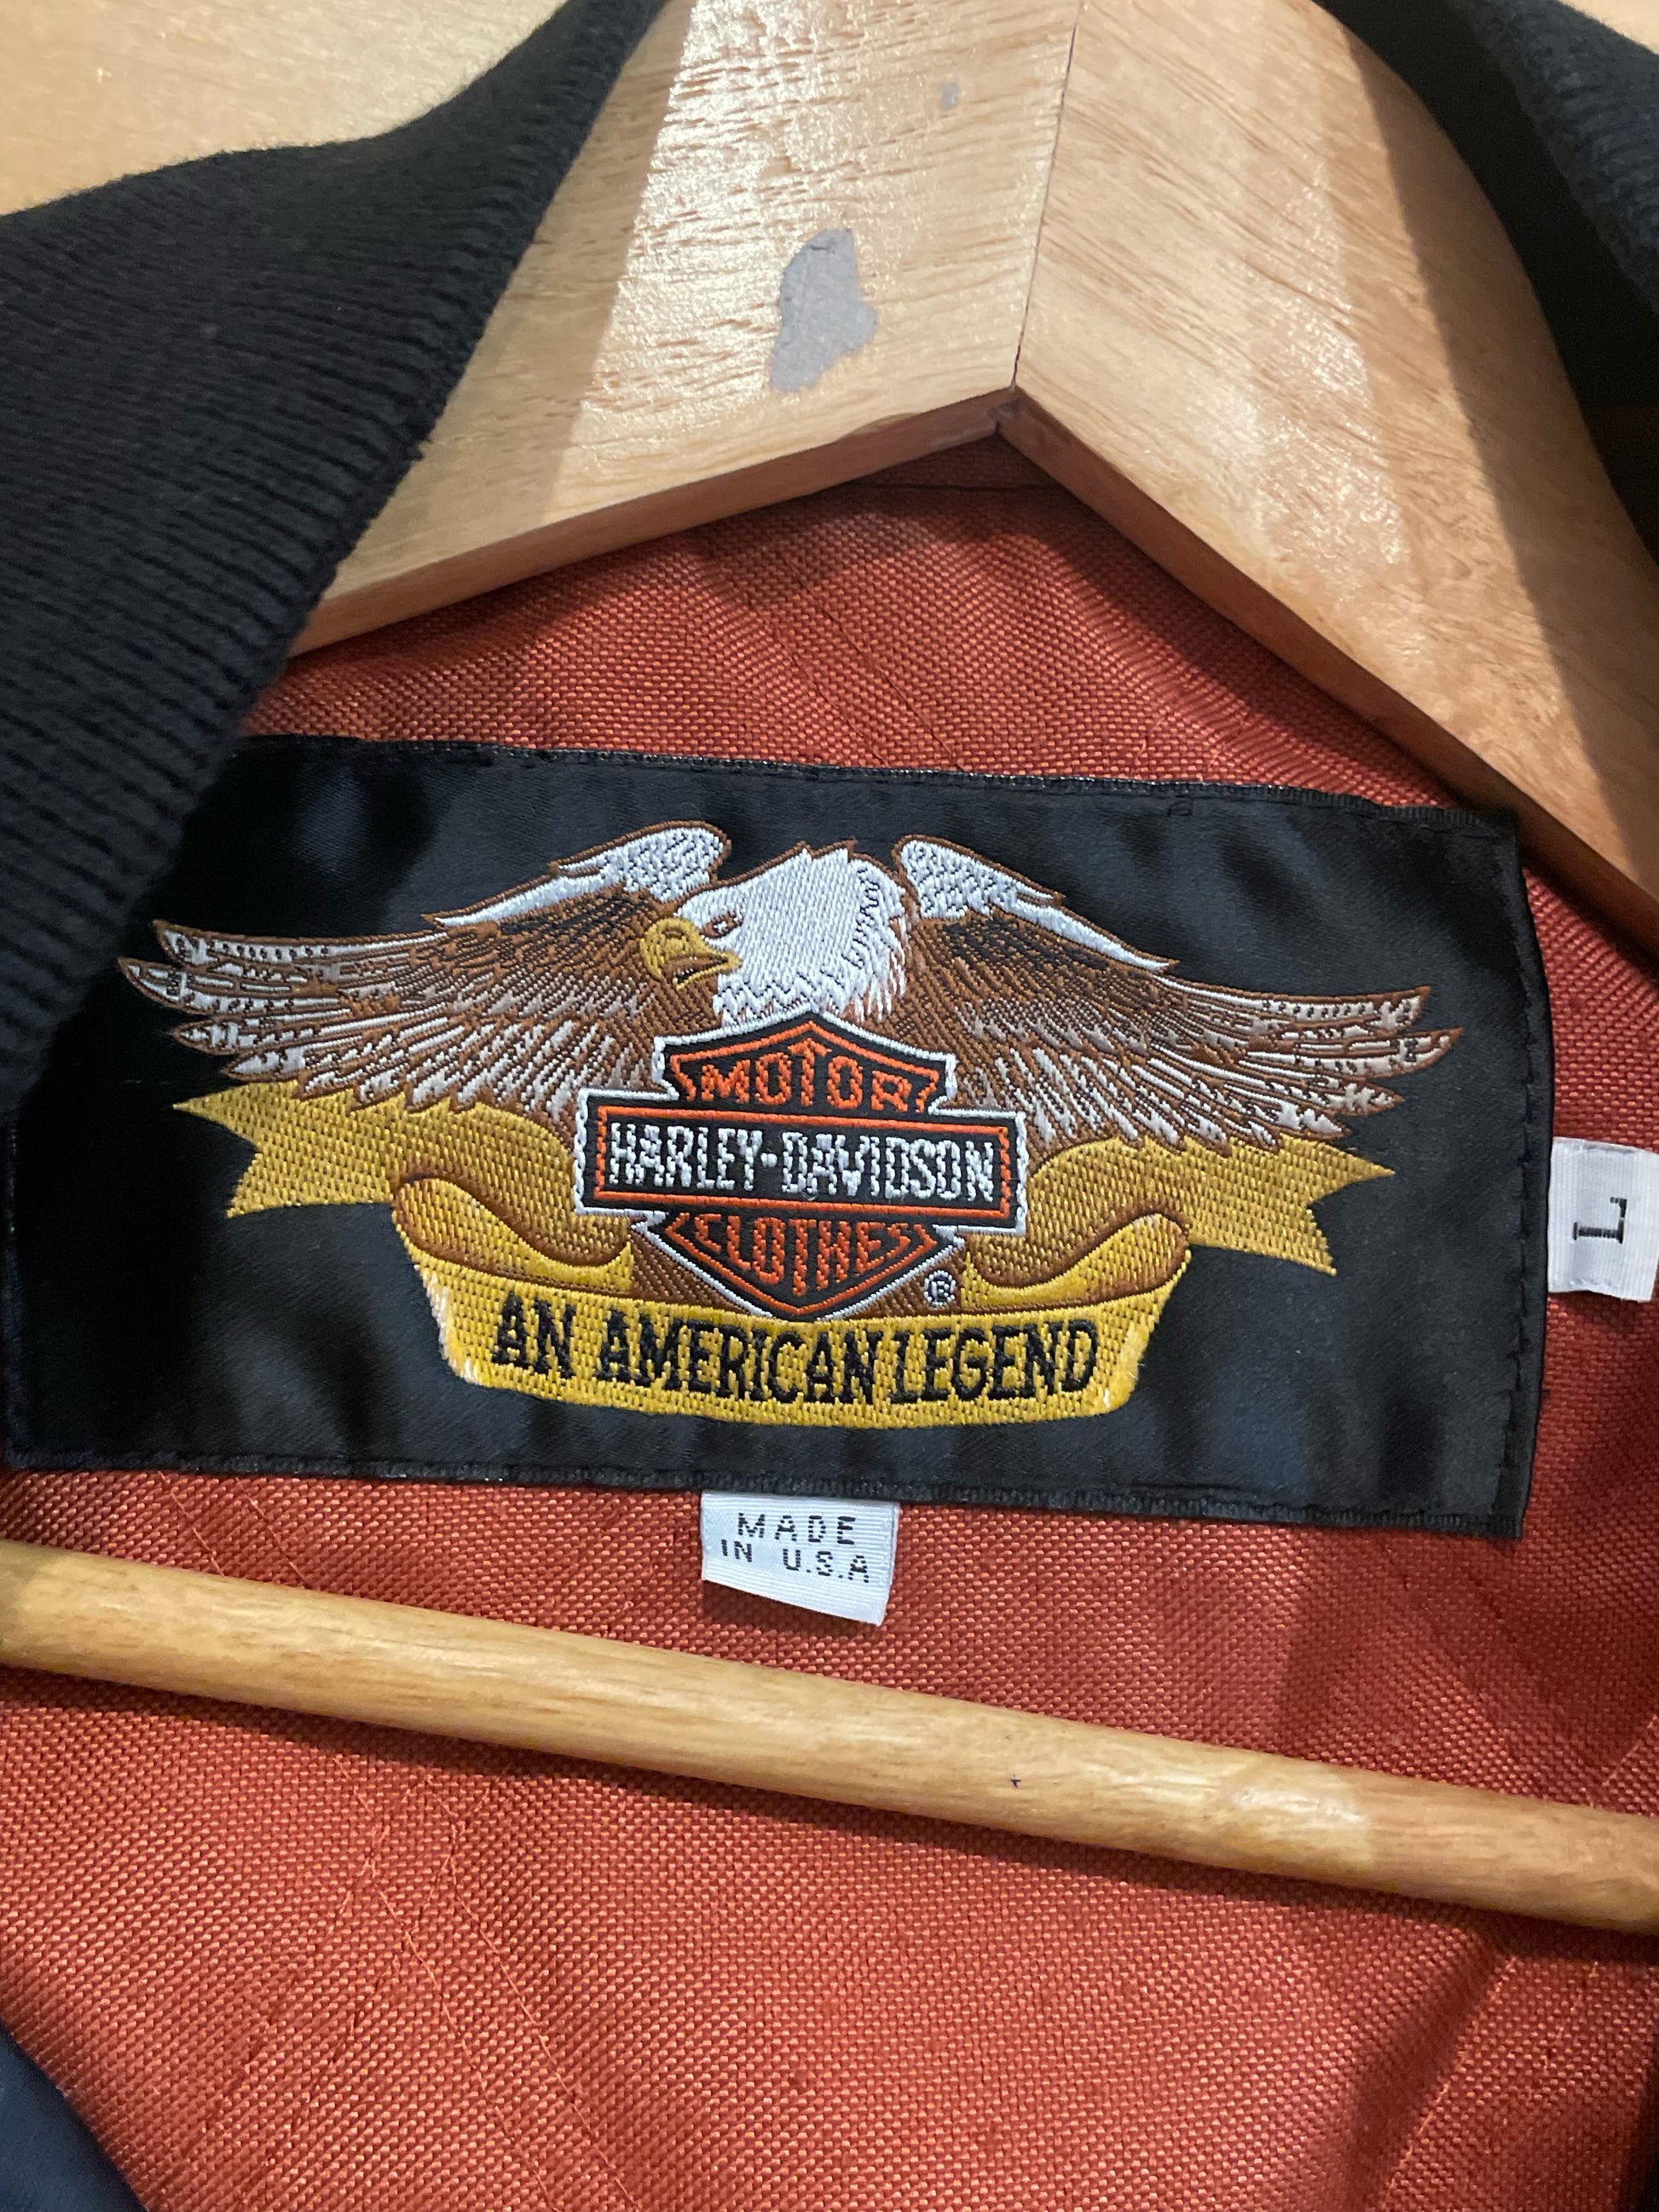 MOTOR
HARLEY-DAVIDSON
CLOTHES
®
AN AMERICAN LEGEND
L
MADE
IN U.S.A